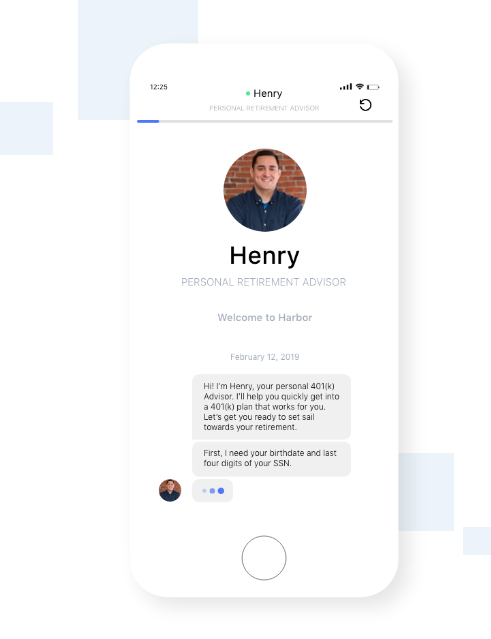 12:25
Henry
PERSONAL RETIREMENT ADVISOR
Henry
PERSONAL RETIREMENT ADVISOR
Welcome to Harbor
February 12, 2019
Hi! I'm Henry, your personal 401(k)
Advisor. I'll help you quickly get into
a 401(k) plan that works for you.
Let's get you ready to set sail
towards your retirement.
First, I need your birthdate and last
four digits of your SSN.